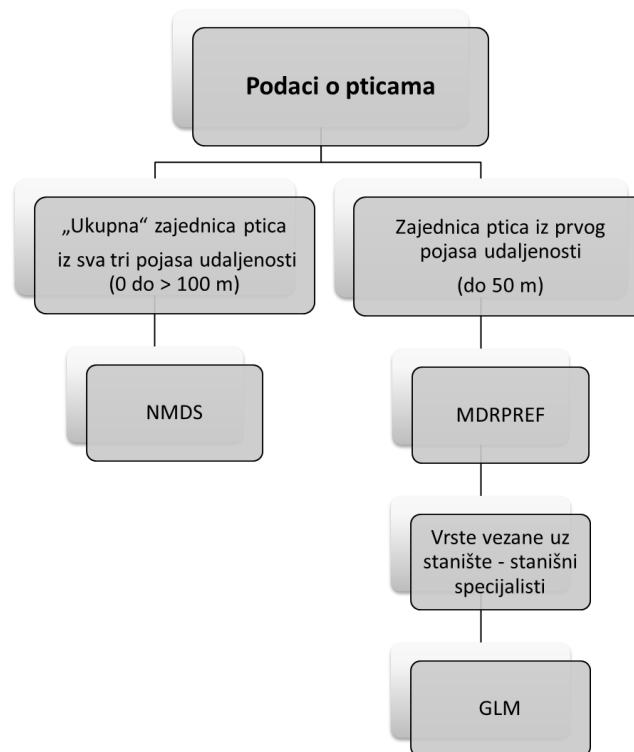 Podaci o pticama
„Ukupna“ zajednica ptica
iz sva tri pojasa udaljenosti
(0 do > 100 m)
Zajednica ptica iz prvog
pojasa udaljenosti
(do 50 m)
NMDS
MDRPREF
Vrste vezane uz
stanište - stanišni
specijalisti
GLM